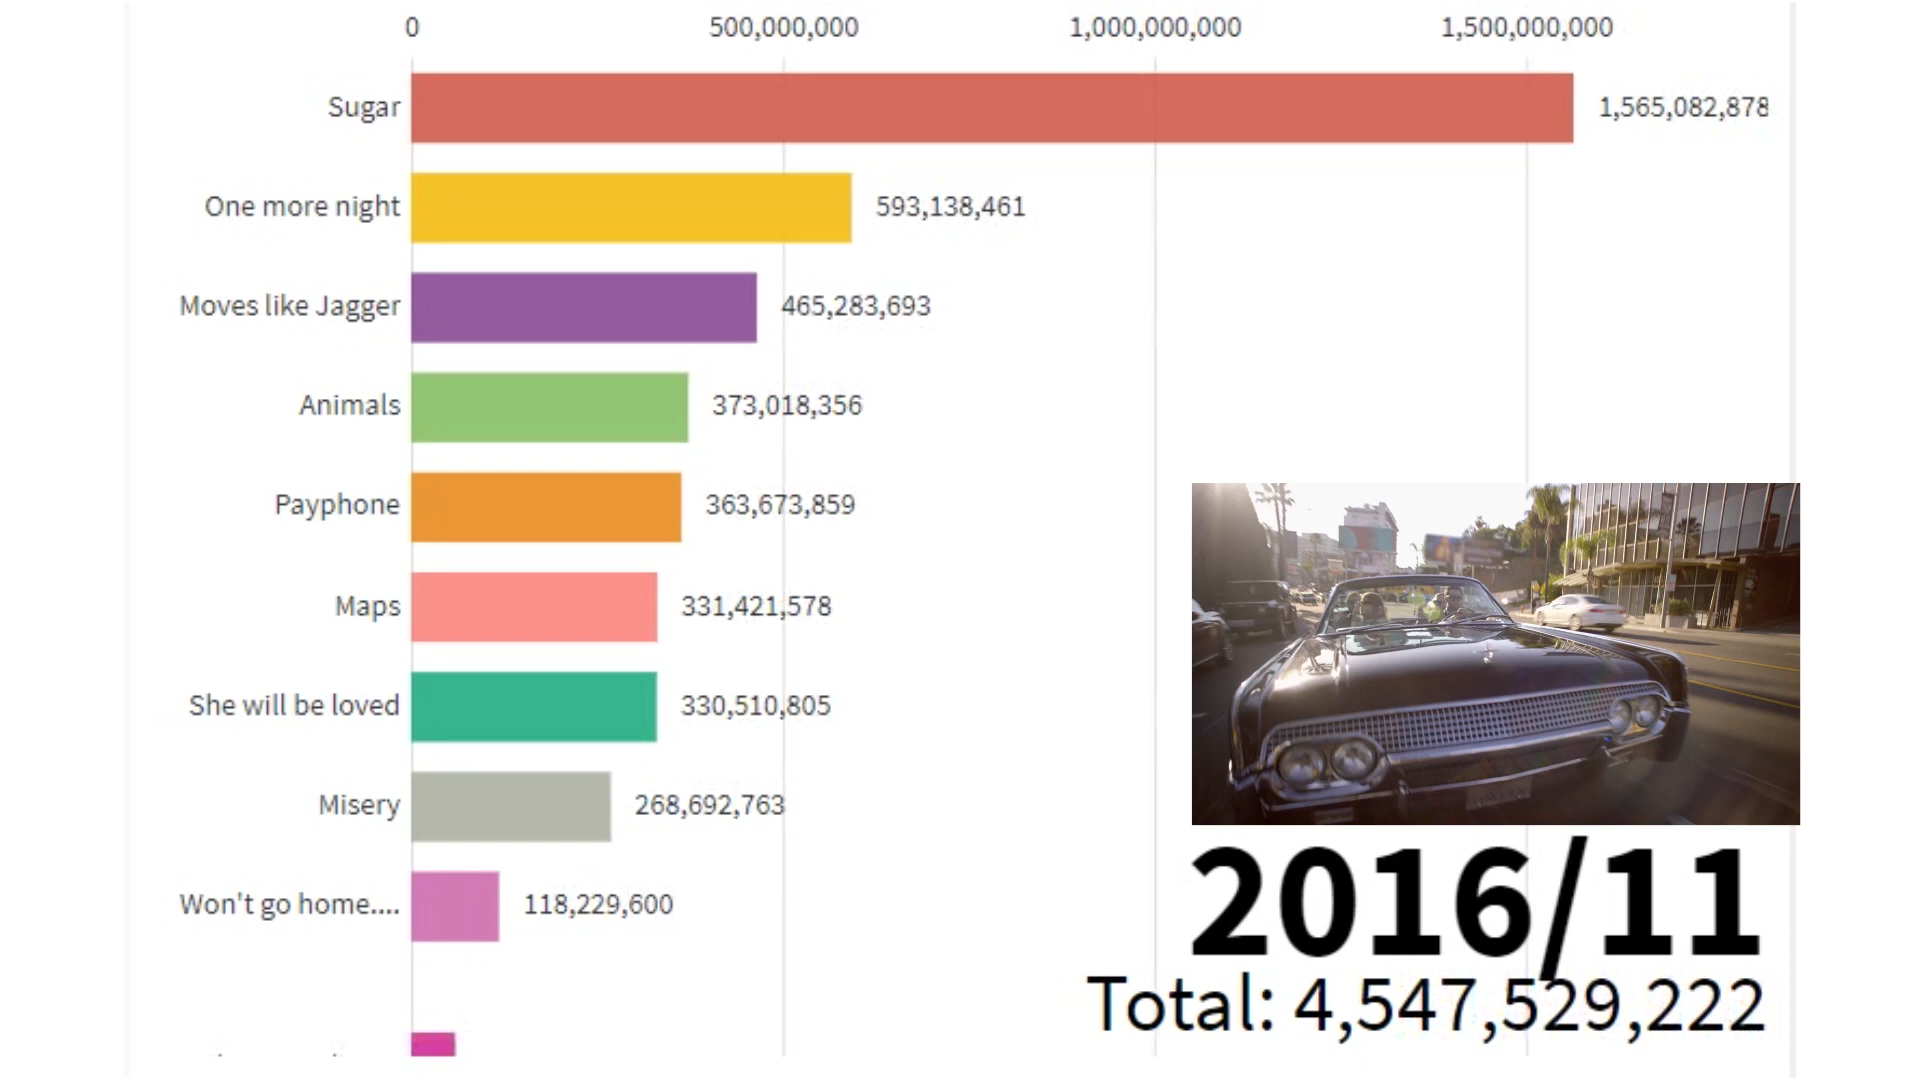 0 500,000,000 1,000,000,000 1,500,000,000
Sugar 1,565,082,878
One more night 593,138,461
Moves like Jagger 465,283,693
Animals 373,018,356
Payphone 363,673,859
Maps 331,421,578
She will be loved 330,510,805
Misery 268,692,763
Won't go home.... 118,229,600
2016/11
Total: 4,547,529,222